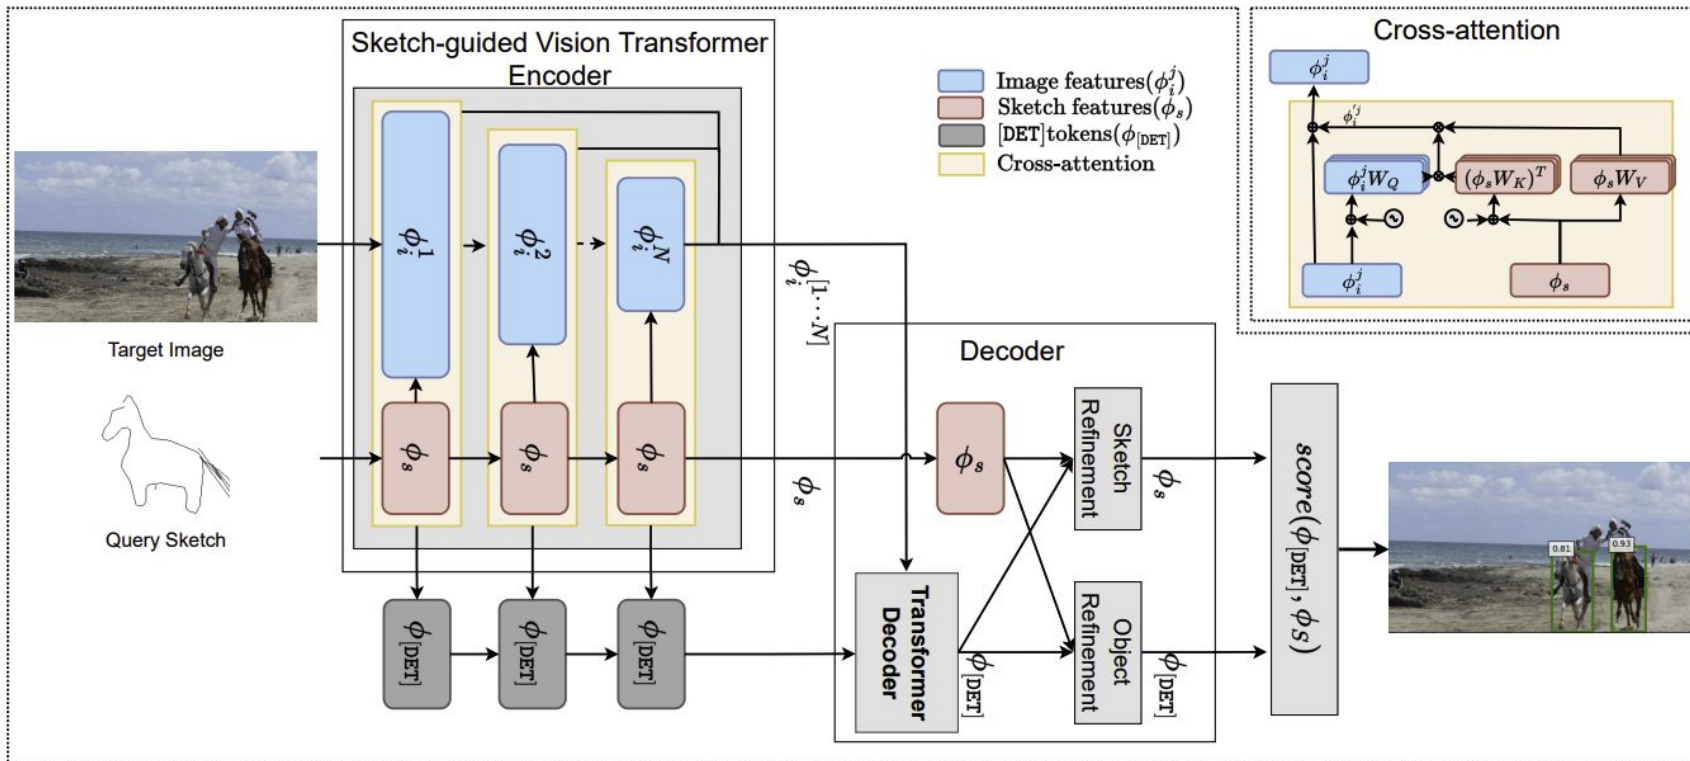 Sketch-guided Vision Transformer
Encoder
Image features(ϕ_i^j)
Sketch features(ϕ_s)
[DET]tokens(ϕ_[DET])
Cross-attention
Target Image
Query Sketch
ϕ_i^1
ϕ_i^2
ϕ_i^N
ϕ_s
ϕ_s
ϕ_s
ϕ_[DET]
ϕ_[DET]
ϕ_[DET]
ϕ_i^[1···N]
ϕ_s
Decoder
ϕ_s
Transformer
Decoder
ϕ_[DET]
Sketch
Refinement
ϕ_s
Object
Refinement
ϕ_[DET]
score(ϕ_[DET], ϕ_S)
0.81
0.93
Cross-attention
ϕ_i^j
ϕ_i^'j
ϕ_i^j W_Q
(ϕ_s W_K)^T
ϕ_s W_V
ϕ_i^j
ϕ_s